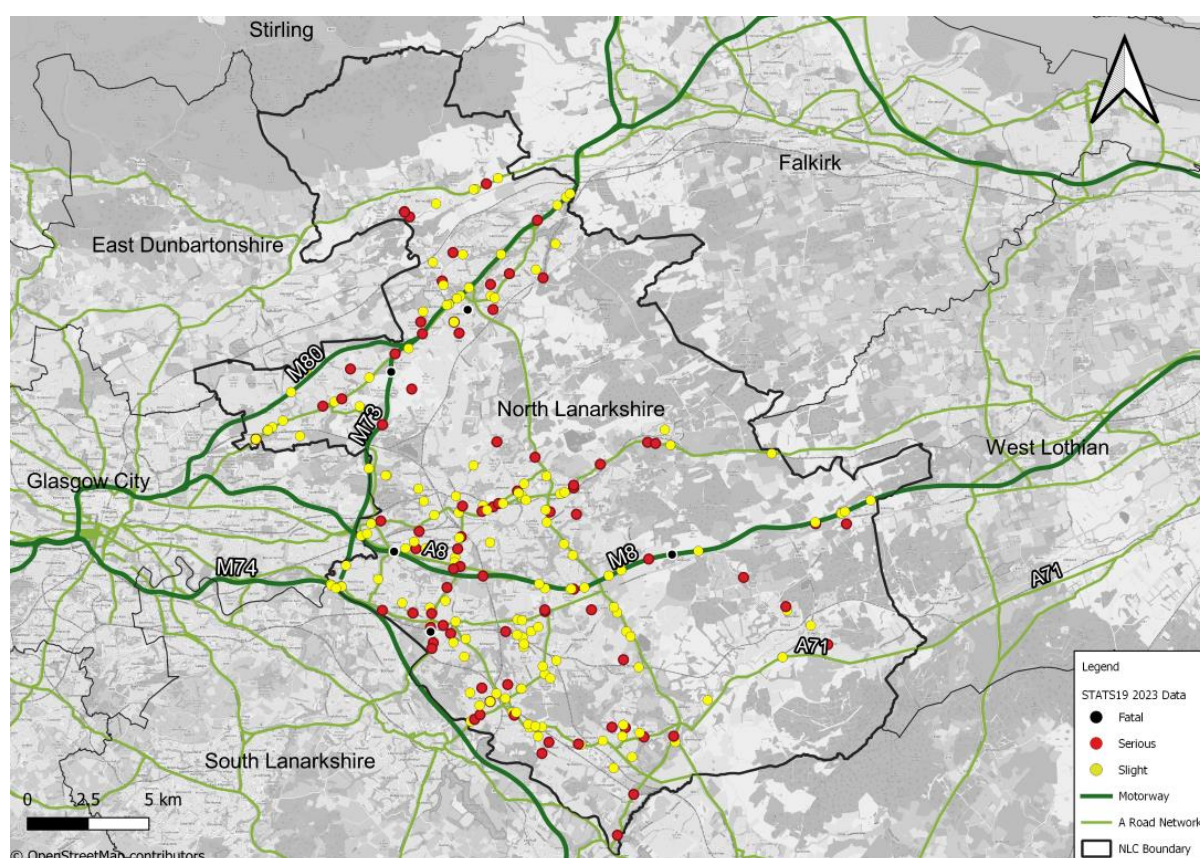 Stirling
Falkirk
East Dunbartonshire
M80
North Lanarkshire
M73
West Lothian
Glasgow City
A8
M8
M74
A71
A71
South Lanarkshire
0 2.5 5 km
© OpenStreetMap contributors
Legend
STATS19 2023 Data
Fatal
Serious
Slight
Motorway
A Road Network
NLC Boundary